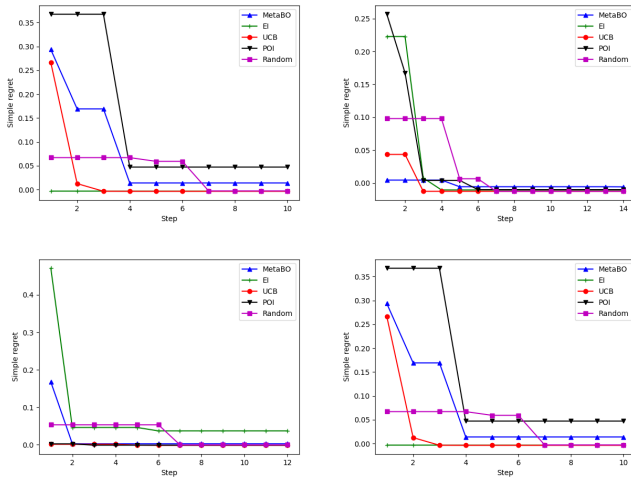 0.35
0.30
0.25
0.20
0.15
0.10
0.05
0.00
Simple regret
MetaBO
EI
UCB
POI
Random
2
4
6
8
10
Step
0.25
0.20
0.15
0.10
0.05
0.00
Simple regret
MetaBO
EI
UCB
POI
Random
2
4
6
8
10
12
14
Step
0.4
0.3
0.2
0.1
0.0
Simple regret
MetaBO
EI
UCB
POI
Random
2
4
6
8
10
12
Step
0.35
0.30
0.25
0.20
0.15
0.10
0.05
0.00
Simple regret
MetaBO
EI
UCB
POI
Random
2
4
6
8
10
Step